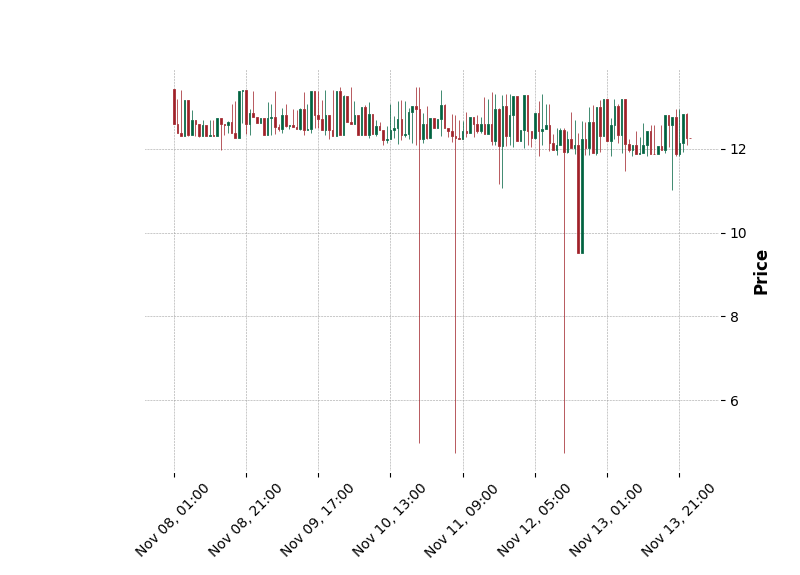 12
10
8
6
Price
Nov 08, 01:00
Nov 08, 21:00
Nov 09, 17:00
Nov 10, 13:00
Nov 11, 09:00
Nov 12, 05:00
Nov 13, 01:00
Nov 13, 21:00